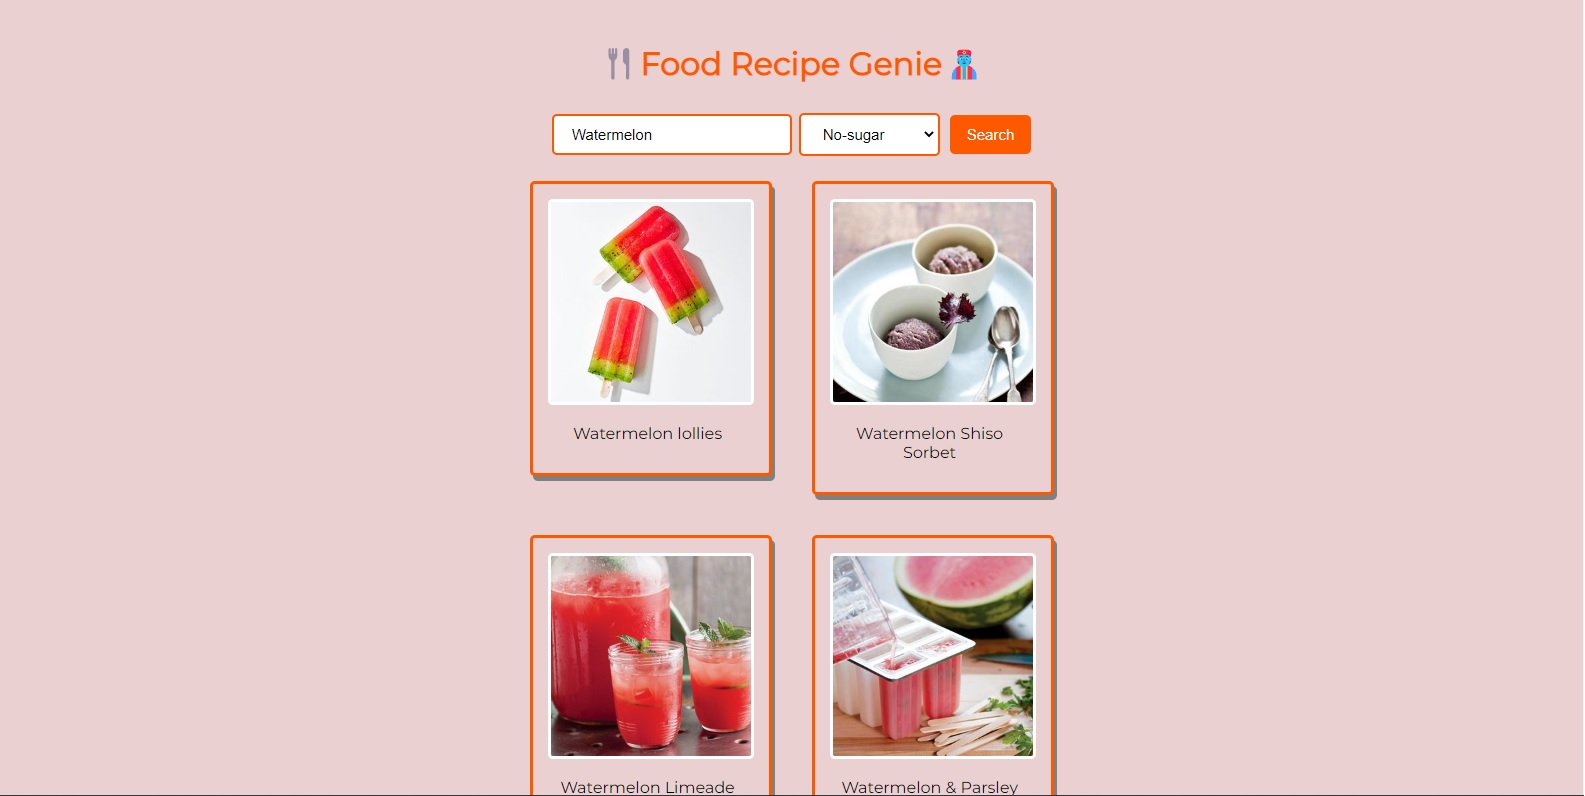 Food Recipe Genie
Watermelon
No-sugar
Search
Watermelon lollies
Watermelon Shiso
Sorbet
Watermelon Limeade
Watermelon & Parsley